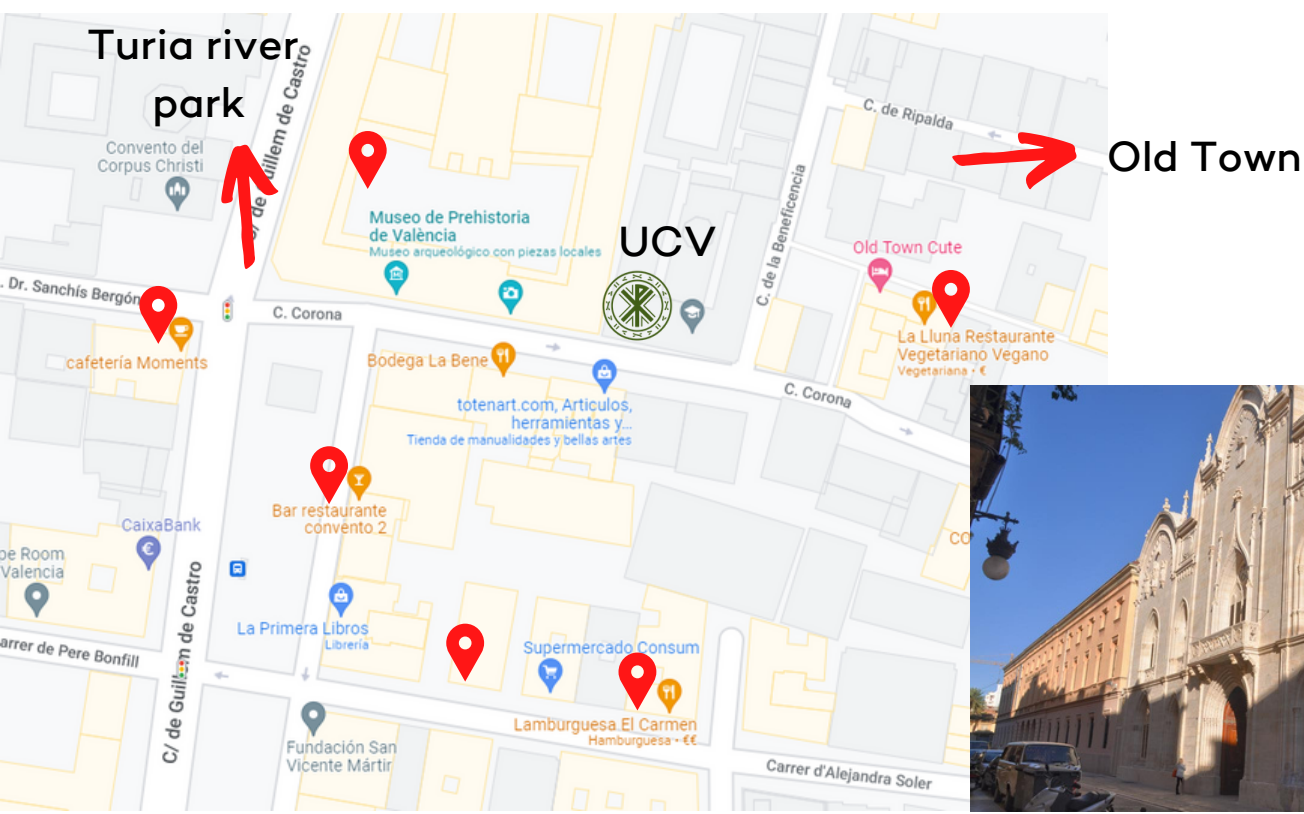 Turia river
park
C/ de Guillem de Castro
Convento del
Corpus Christi
C. de Ripalda
Old Town
Museo de Prehistoria
de València
Museo arqueológico con piezas locales
UCV
C. de la Beneficencia
Old Town Cute
. Dr. Sanchís Bergón
C. Corona
La Lluna Restaurante
Vegetariano Vegano
Vegetariana · €
cafetería Moments
Bodega La Bene
C. Corona
totenart.com, Articulos,
herramientas y...
Tienda de manualidades y bellas artes
Bar restaurante
convento 2
CaixaBank
CO
pe Room
Valencia
C/ de Guillem de Castro
La Primera Libros
Librería
Supermercado Consum
arrer de Pere Bonfill
Lamburguesa El Carmen
Hamburguesa · €€
Fundación San
Vicente Mártir
Carrer d'Alejandra Soler